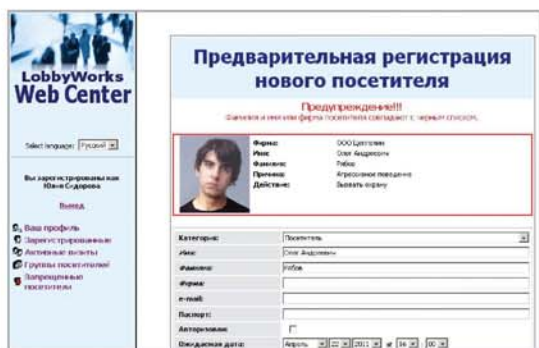 LobbyWorks
Web Center
Select language: Русский
Вы зарегистрированы как
Юлия Сидорова
Выход
Ваш профиль
Зарегистрированные
Активные визиты
Группы посетителей
Запрещенные
посетители
Предварительная регистрация
нового посетителя
Предупреждение!!!
Фамилия и имя или фирма посетителя совпадают с черным списком.
Фирма: ООО Цеппелин
Имя: Олег Андреевич
Фамилия: Рябов
Причина: Агрессивное поведение
Действие: Вызвать охрану
Категория: Посетитель
Имя: Олег Андреевич
Фамилия: Рябов
Фирма:
e-mail:
Паспорт:
Авторизован:
Ожидаемая дата: Апрель 22 2011 at 16 : 00